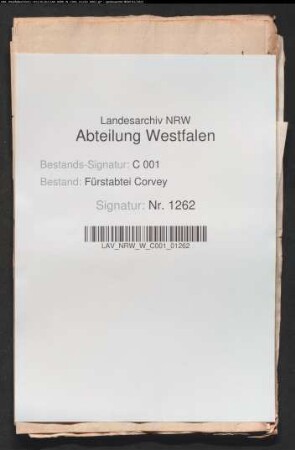 Landesarchiv NRW
Abteilung Westfalen
Bestands-Signatur: C 001
Bestand: Fürstabtei Corvey
Signatur: Nr. 1262
LAV_NRW_W_C001_01262